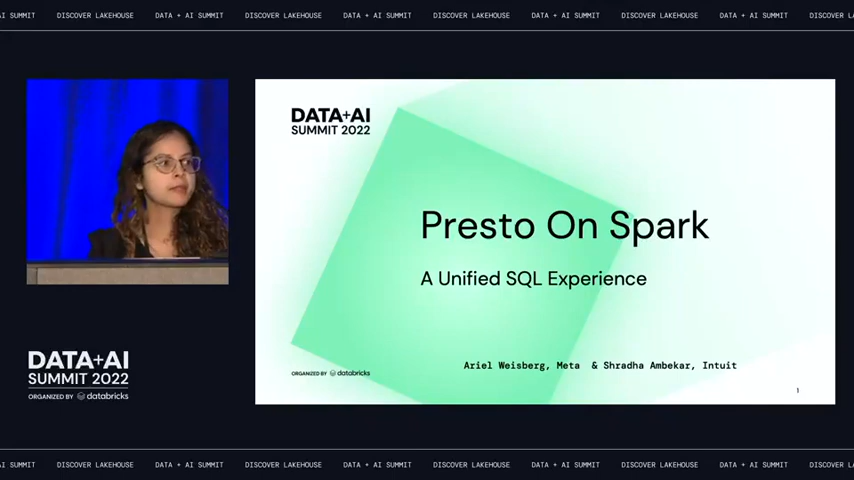 AI SUMMIT DISCOVER LAKEHOUSE DATA + AI SUMMIT DISCOVER LAKEHOUSE DATA + AI SUMMIT DISCOVER LAKEHOUSE DATA + AI SUMMIT DISCOVER LAKEHOUSE DATA + AI SUMMIT DISCOVER LA
DATA+AI
SUMMIT 2022
Presto On Spark
A Unified SQL Experience
Ariel Weisberg, Meta & Shradha Ambekar, Intuit
ORGANIZED BY databricks
1
DATA+AI
SUMMIT 2022
ORGANIZED BY databricks
AI SUMMIT DISCOVER LAKEHOUSE DATA + AI SUMMIT DISCOVER LAKEHOUSE DATA + AI SUMMIT DISCOVER LAKEHOUSE DATA + AI SUMMIT DISCOVER LAKEHOUSE DATA + AI SUMMIT DISCOVER LA